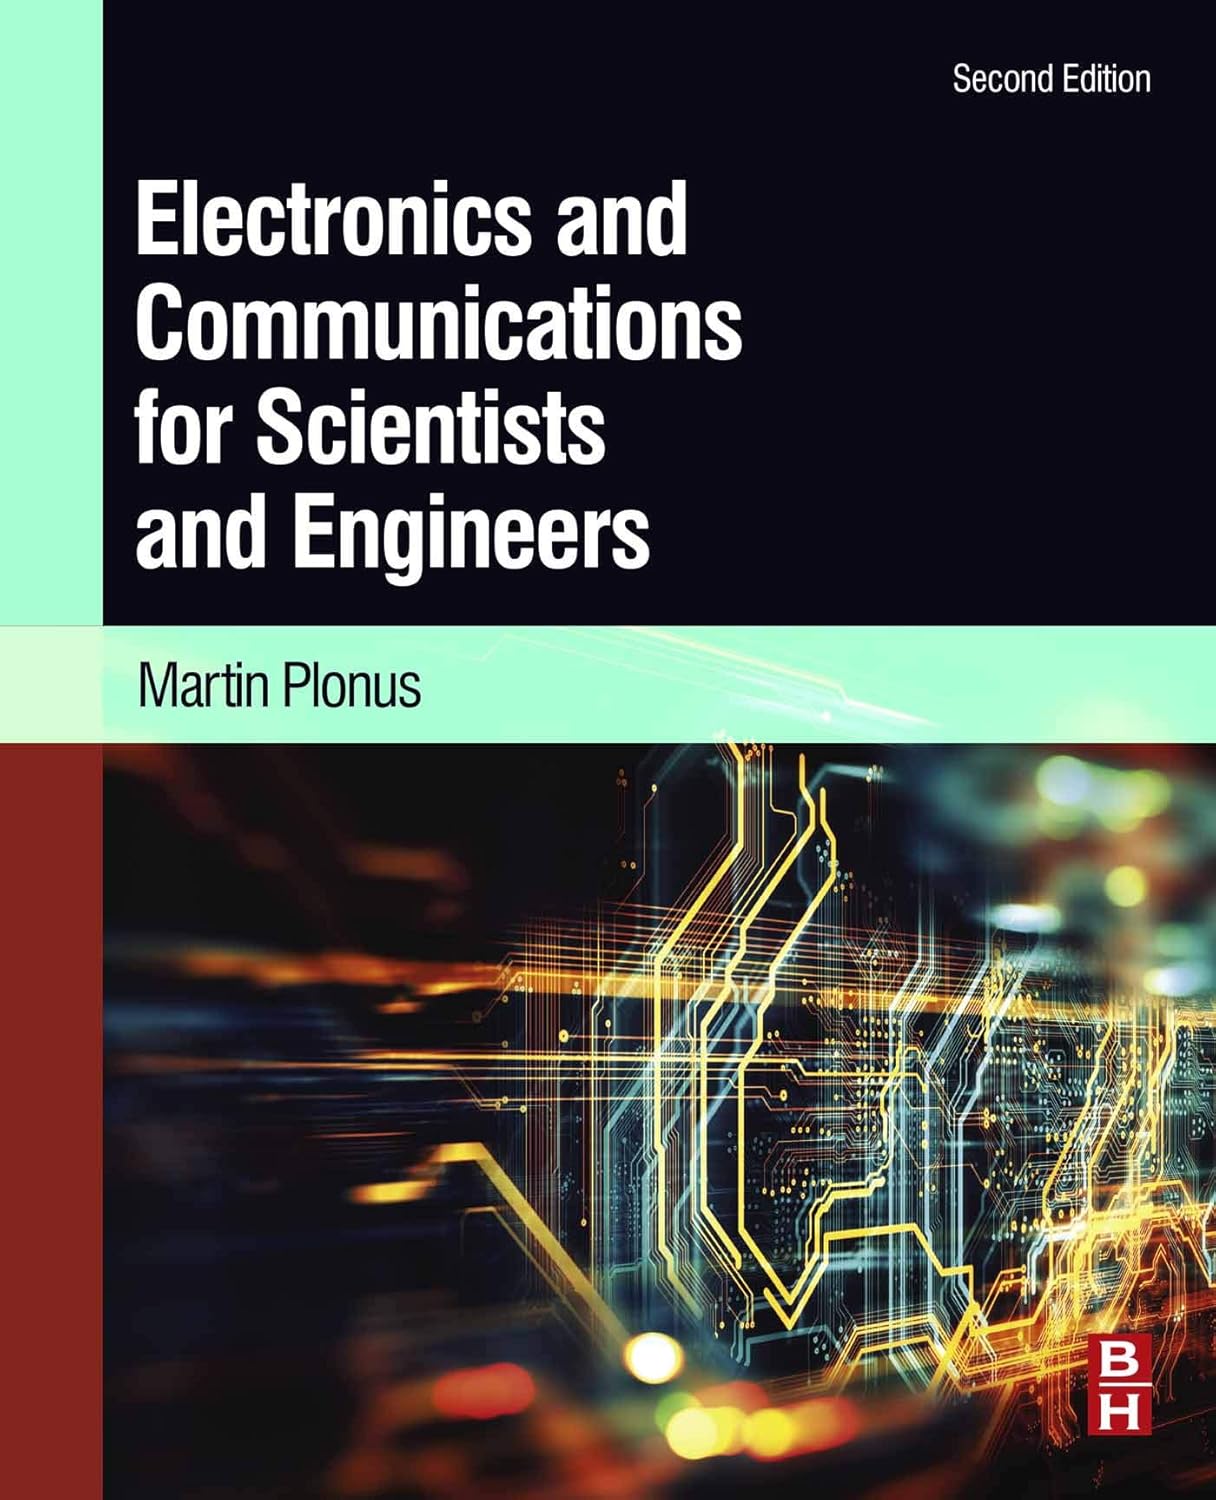 Second Edition
Electronics and
Communications
for Scientists
and Engineers
Martin Plonus
B
H